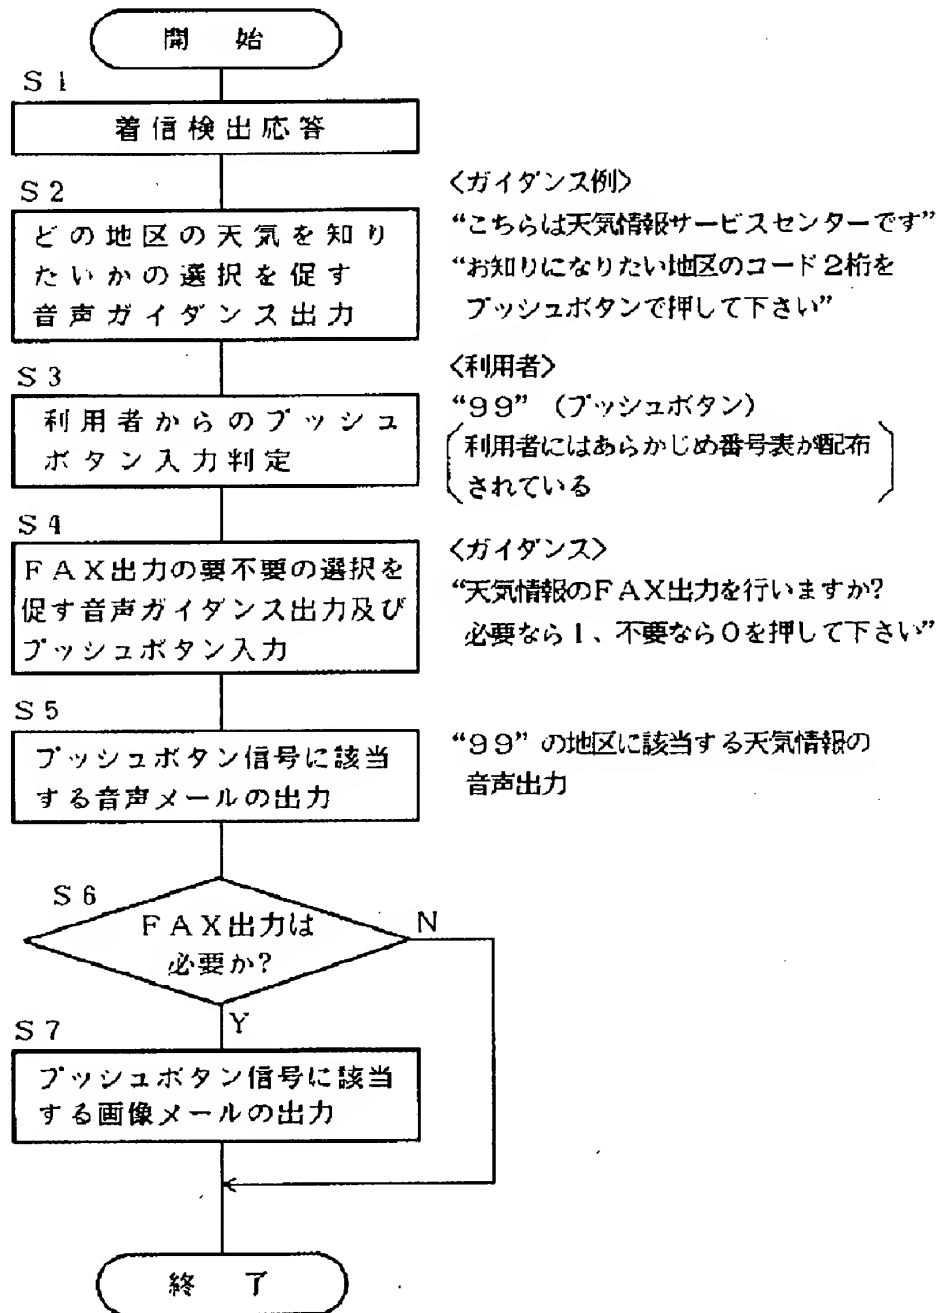 開 始
S1
着信検出応答
S2
どの地区の天気を知り
たいかの選択を促す
音声ガイダンス出力
〈ガイダンス例〉
“こちらは天気情報サービスセンターです”
“お知りになりたい地区のコード2桁を
プッシュボタンで押して下さい”
S3
利用者からのプッシュ
ボタン入力判定
〈利用者〉
“99”(プッシュボタン)
利用者にはあらかじめ番号表が配布
されている
S4
FAX出力の要不要の選択を
促す音声ガイダンス出力及び
プッシュボタン入力
〈ガイダンス〉
“天気情報のFAX出力を行いますか?
必要なら1、不要なら0を押して下さい”
S5
プッシュボタン信号に該当
する音声メールの出力
“99”の地区に該当する天気情報の
音声出力
S6
FAX出力は
必要か?
N
Y
S7
プッシュボタン信号に該当
する画像メールの出力
終 了